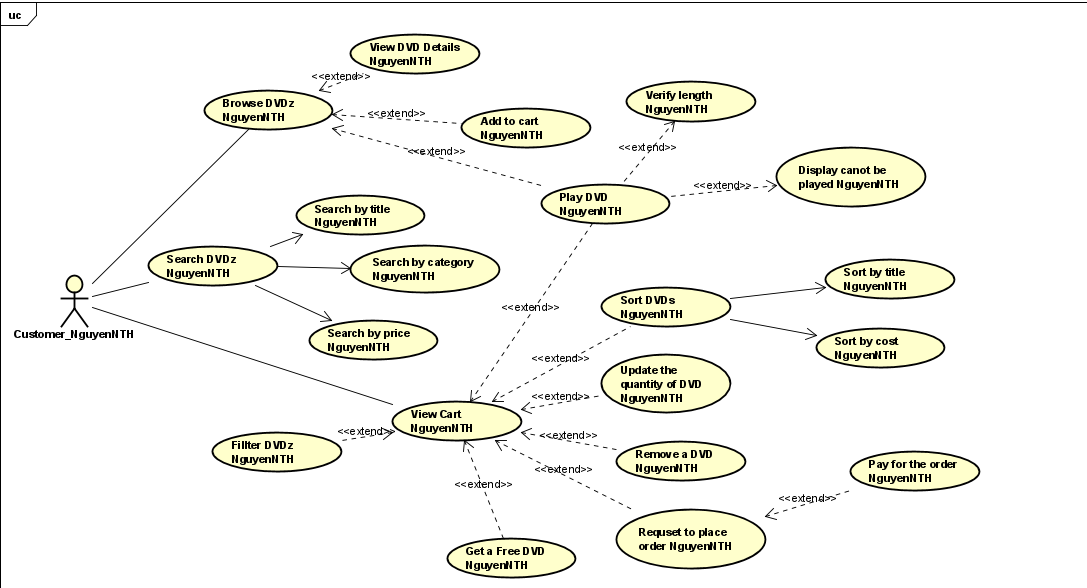 uc
View DVD Details
NguyenNTH
<<extend>>
Browse DVDz
NguyenNTH
<<extend>>
Add to cart
NguyenNTH
<<extend>>
Verify length
NguyenNTH
<<extend>>
Play DVD
NguyenNTH
<<extend>>
Display canot be
played NguyenNTH
Search by title
NguyenNTH
Search DVDz
NguyenNTH
Search by category
NguyenNTH
Search by price
NguyenNTH
Customer_NguyenNTH
<<extend>>
Sort DVDs
NguyenNTH
Sort by title
NguyenNTH
Sort by cost
NguyenNTH
<<extend>>
Update the
quantity of DVD
NguyenNTH
<<extend>>
View Cart
NguyenNTH
<<extend>>
Fillter DVDz
NguyenNTH
<<extend>>
Remove a DVD
NguyenNTH
<<extend>>
Pay for the order
NguyenNTH
<<extend>>
<<extend>>
Requset to place
order NguyenNTH
Get a Free DVD
NguyenNTH